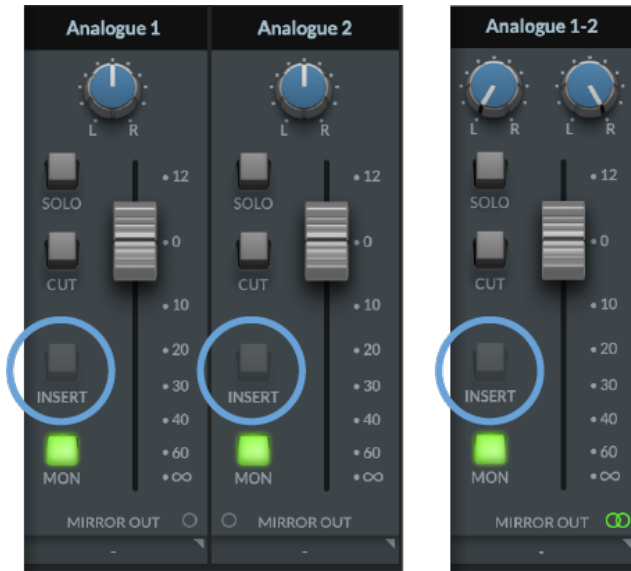 Analogue 1
L R
SOLO
12
0
CUT
10
20
30
INSERT
40
60
MON
∞
MIRROR OUT
-
Analogue 2
L R
SOLO
12
0
CUT
10
20
30
INSERT
40
60
MON
∞
MIRROR OUT
-
Analogue 1-2
L R L R
SOLO
12
0
CUT
10
20
30
INSERT
40
60
MON
∞
MIRROR OUT
-